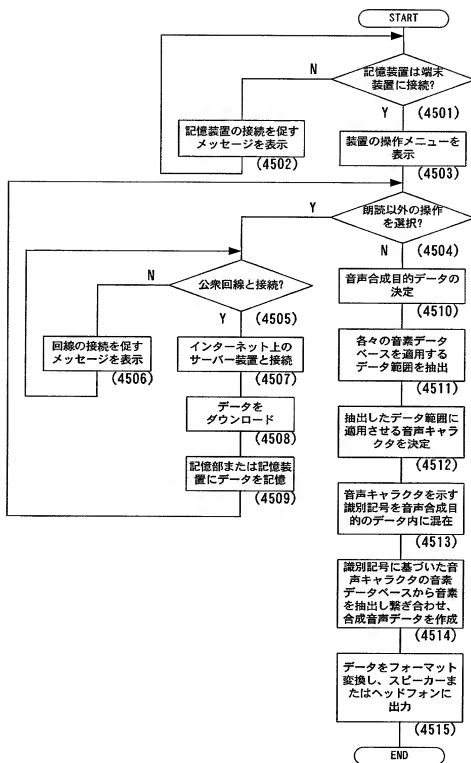 START
記憶装置は端末
装置に接続?
N
Y
(4501)
記憶装置の接続を促す
メッセージを表示
(4502)
装置の操作メニューを
表示
(4503)
朗読以外の操作
を選択?
Y
N
(4504)
公衆回線と接続?
N
Y
(4505)
回線の接続を促す
メッセージを表示
(4506)
インターネット上の
サーバー装置と接続
(4507)
データを
ダウンロード
(4508)
記憶部または記憶装
置にデータを記憶
(4509)
音声合成目的データの
決定
(4510)
各々の音素データ
ベースを適用する
データ範囲を抽出
(4511)
抽出したデータ範囲に
適用させる音声キャラク
タを決定
(4512)
音声キャラクタを示す
識別記号を音声合成目
的のデータ内に混在
(4513)
識別記号に基づいた音
声キャラクタの音素
データベースから音素
を抽出し繋ぎ合わせ、
合成音声データを作成
(4514)
データをフォーマット
変換し、スピーカーま
たはヘッドフォンに
出力
(4515)
END